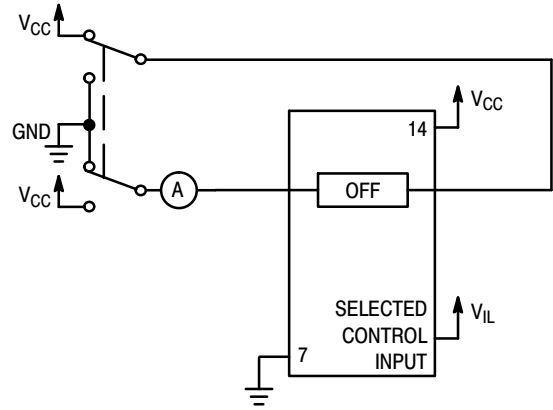 VCC
VCC
14
GND
A
OFF
VCC
SELECTED
VIL
CONTROL
7
INPUT